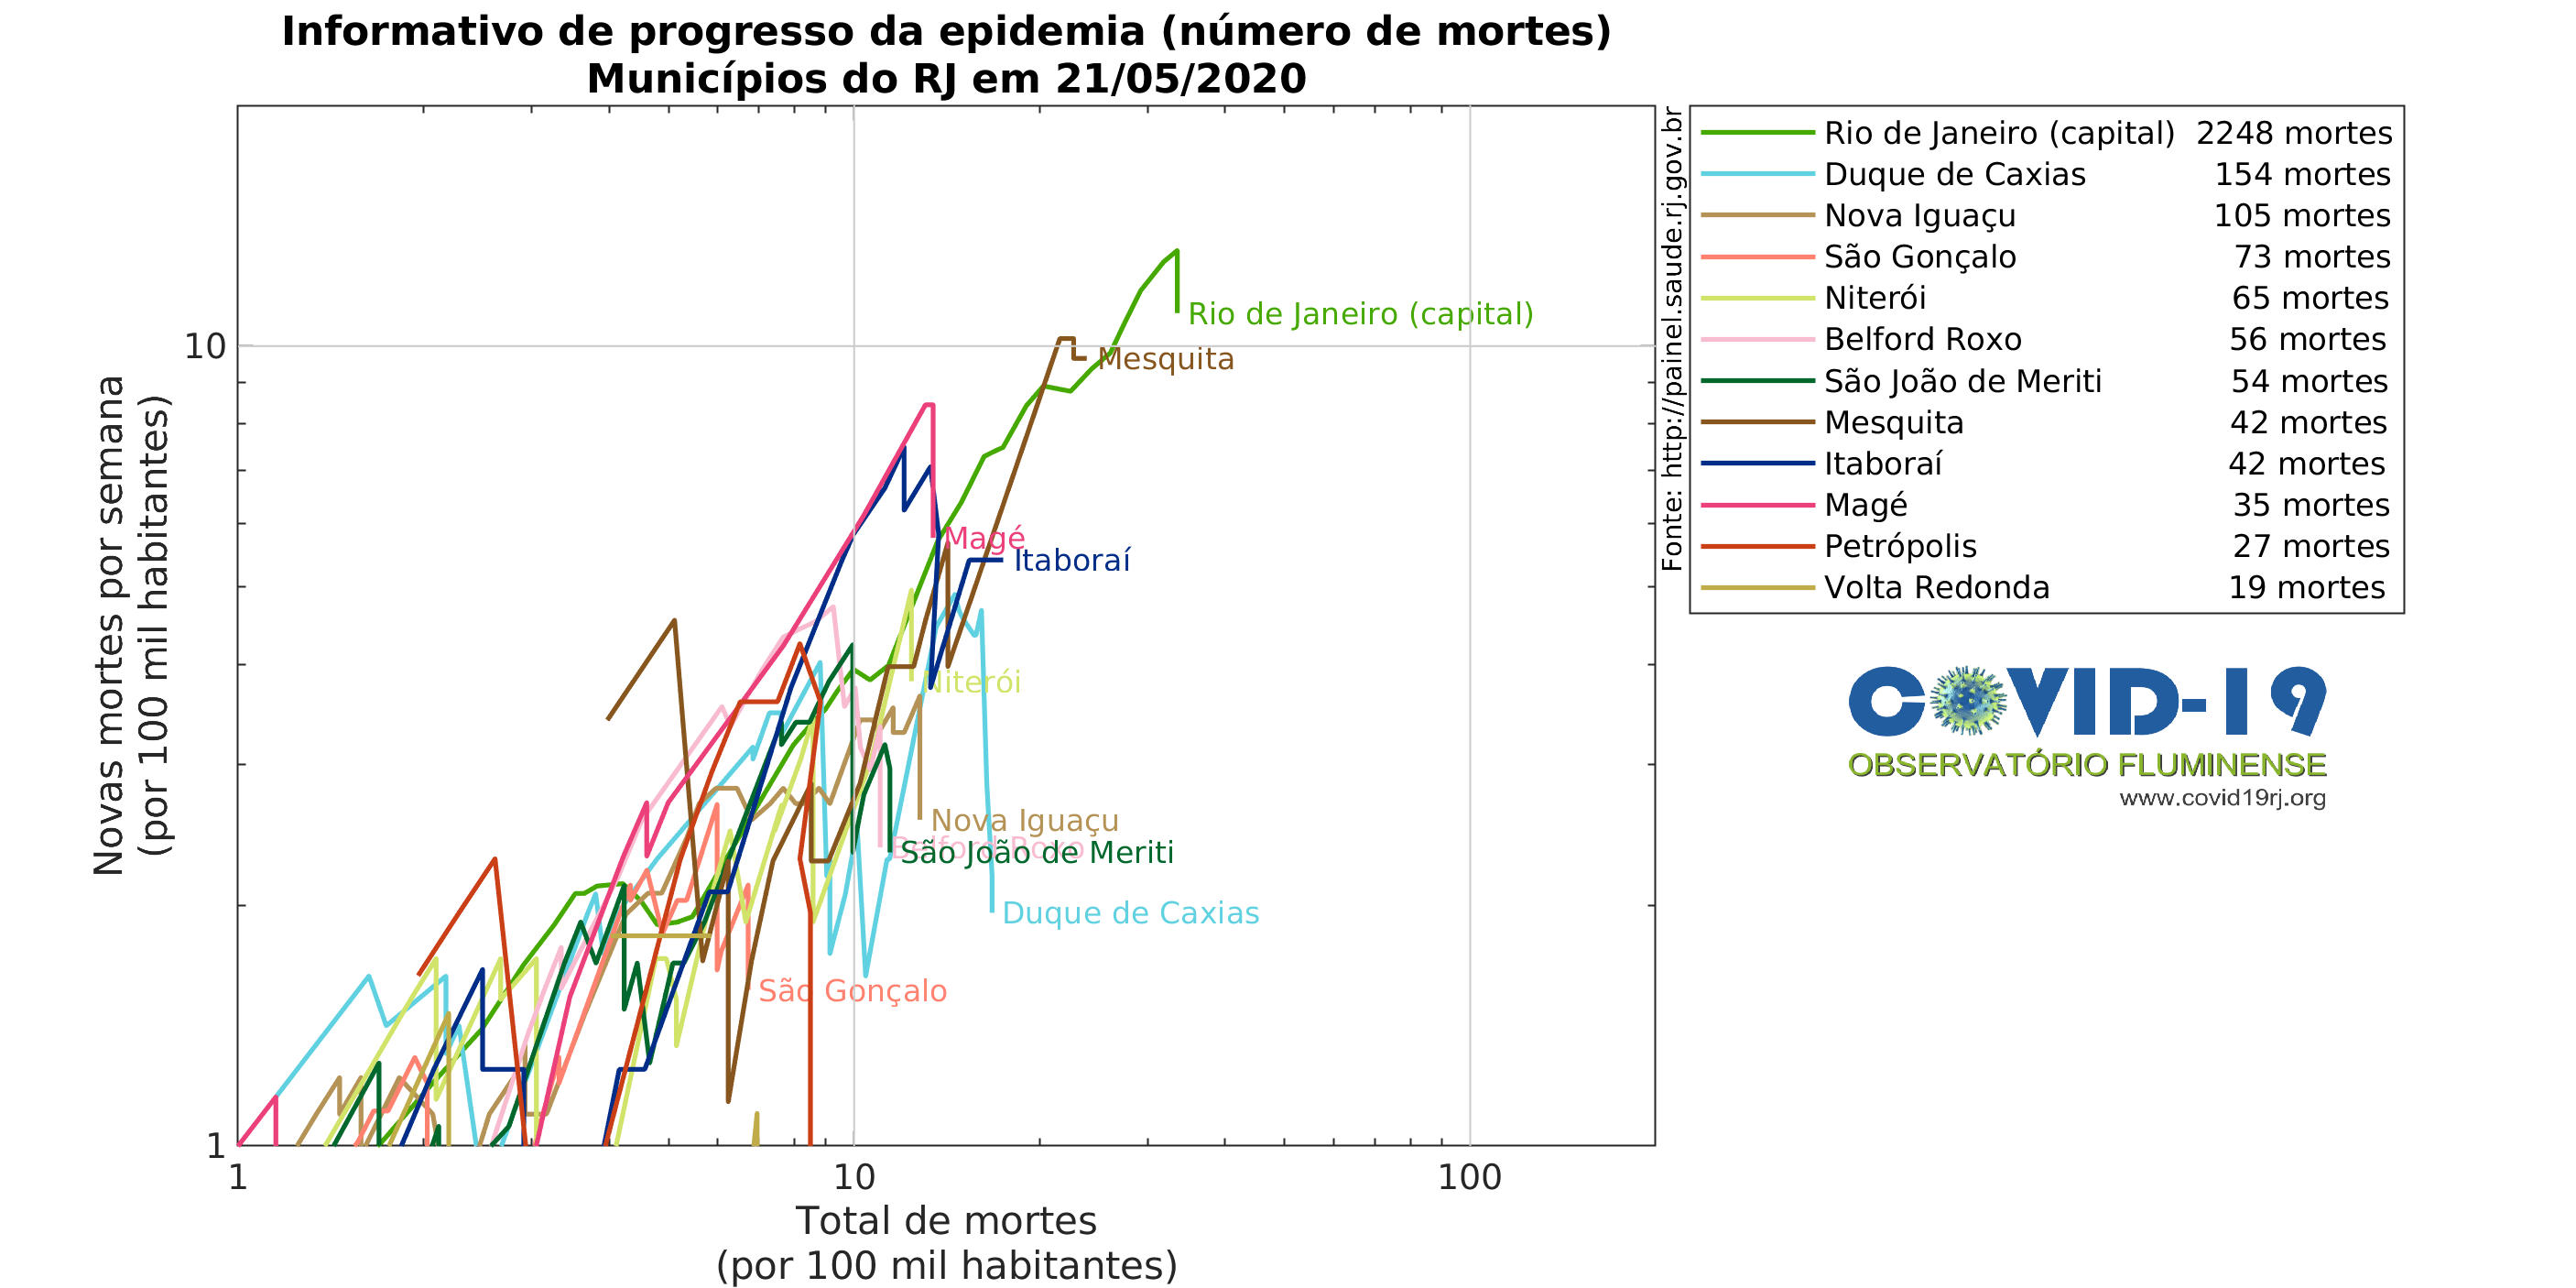 Informativo de progresso da epidemia (número de mortes)
Municípios do RJ em 21/05/2020
Novas mortes por semana
(por 100 mil habitantes)
10
1
1
10
100
Total de mortes
(por 100 mil habitantes)
Rio de Janeiro (capital)
Mesquita
Magé
Itaboraí
Niterói
Nova Iguaçu
Belford Roxo
São João de Meriti
Duque de Caxias
São Gonçalo
Fonte: http://painel.saude.rj.gov.br
Rio de Janeiro (capital) 2248 mortes
Duque de Caxias 154 mortes
Nova Iguaçu 105 mortes
São Gonçalo 73 mortes
Niterói 65 mortes
Belford Roxo 56 mortes
São João de Meriti 54 mortes
Mesquita 42 mortes
Itaboraí 42 mortes
Magé 35 mortes
Petrópolis 27 mortes
Volta Redonda 19 mortes
COVID-19
OBSERVATÓRIO FLUMINENSE
www.covid19rj.org